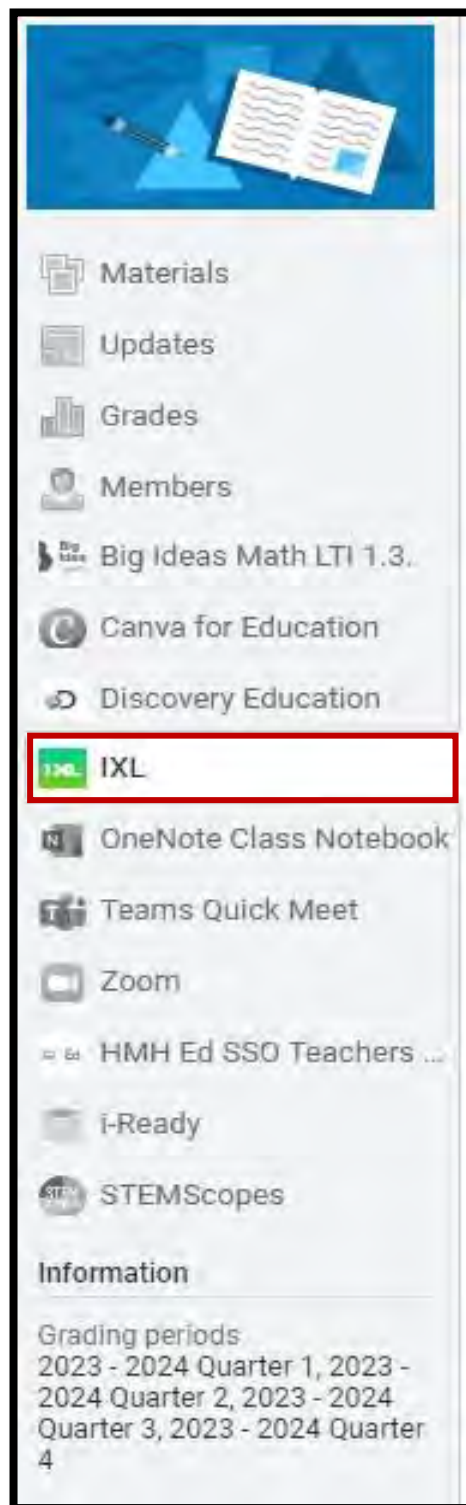 Materials
Updates
Grades
Members
Big Ideas Math LTI 1.3.
Canva for Education
Discovery Education
IXL IXL
OneNote Class Notebook
Teams Quick Meet
Zoom
HMH Ed SSO Teachers ...
i-Ready
STEMScopes
Information
Grading periods
2023 - 2024 Quarter 1, 2023 -
2024 Quarter 2, 2023 - 2024
Quarter 3, 2023 - 2024 Quarter
4